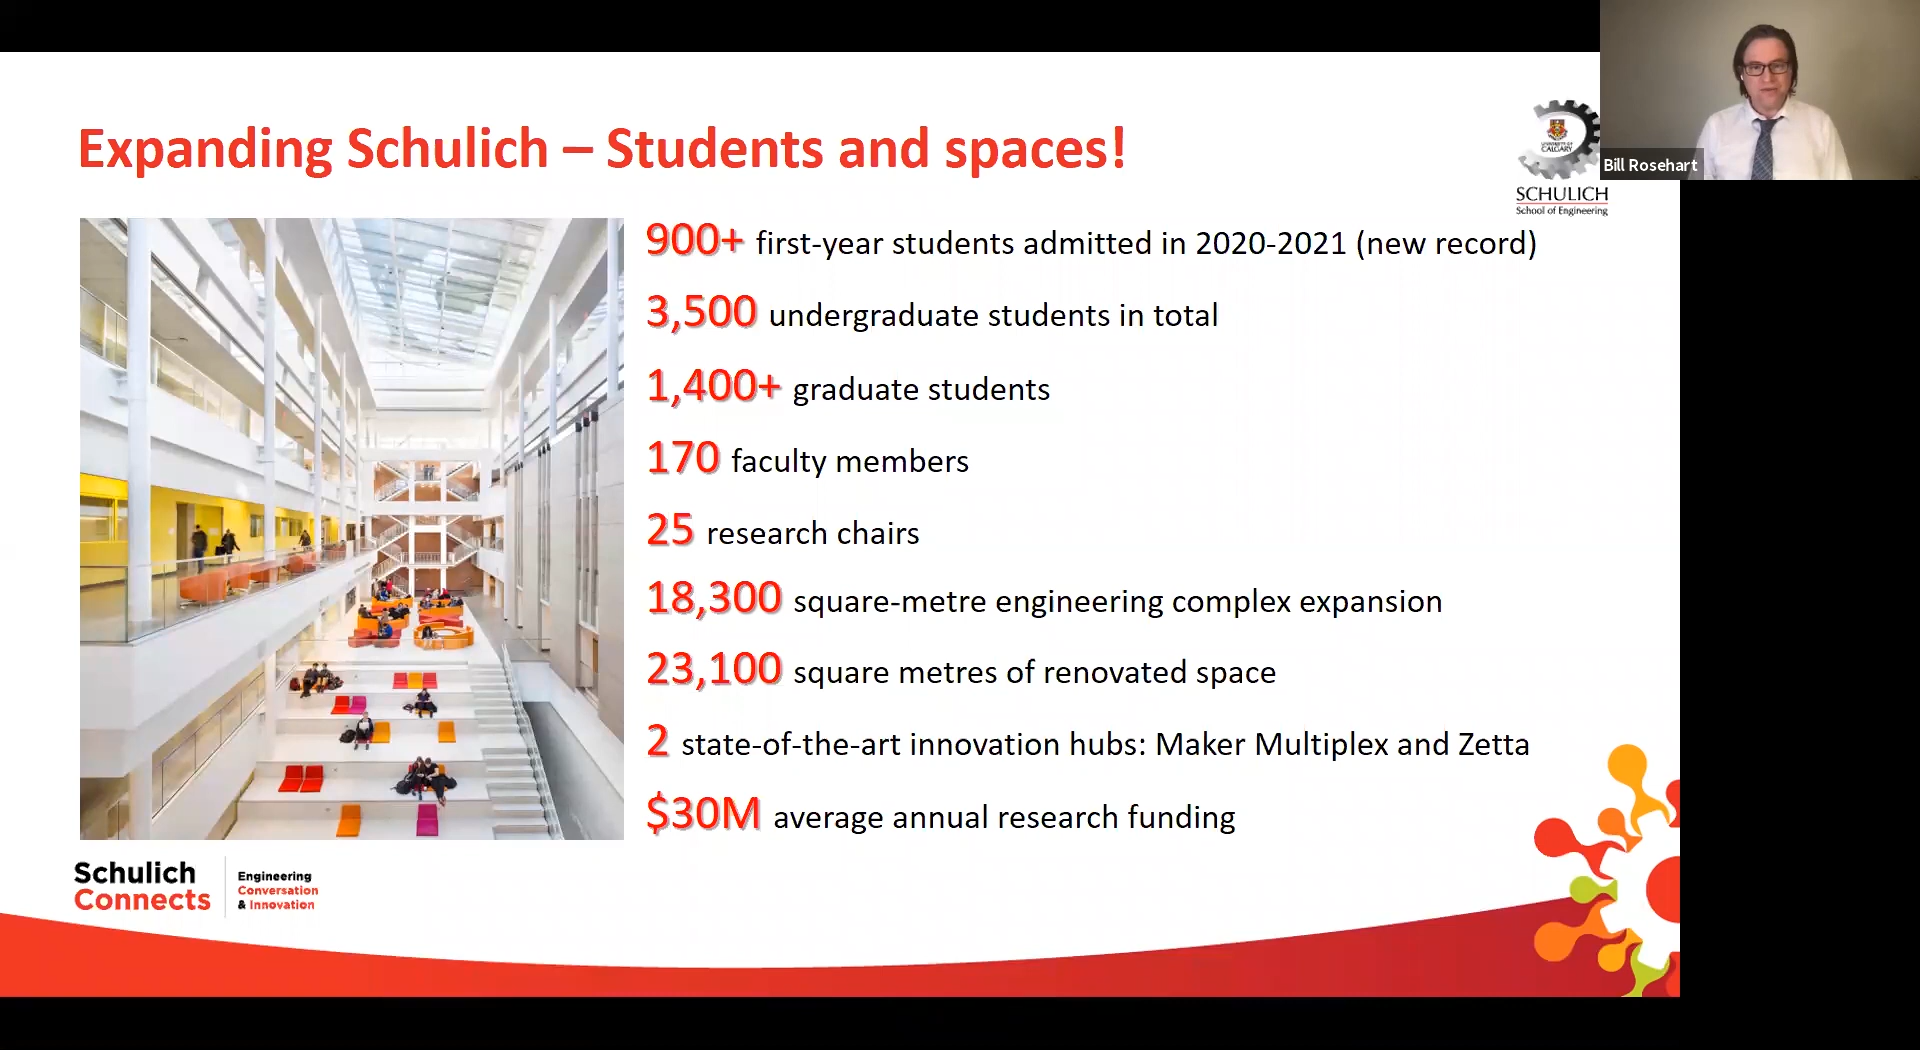 Expanding Schulich – Students and spaces!
UNIVERSITY OF
CALGARY
SCHULICH
School of Engineering
Bill Rosehart
900+ first-year students admitted in 2020-2021 (new record)
3,500 undergraduate students in total
1,400+ graduate students
170 faculty members
25 research chairs
18,300 square-metre engineering complex expansion
23,100 square metres of renovated space
2 state-of-the-art innovation hubs: Maker Multiplex and Zetta
$30M average annual research funding
Schulich
Connects
Engineering
Conversation
& Innovation